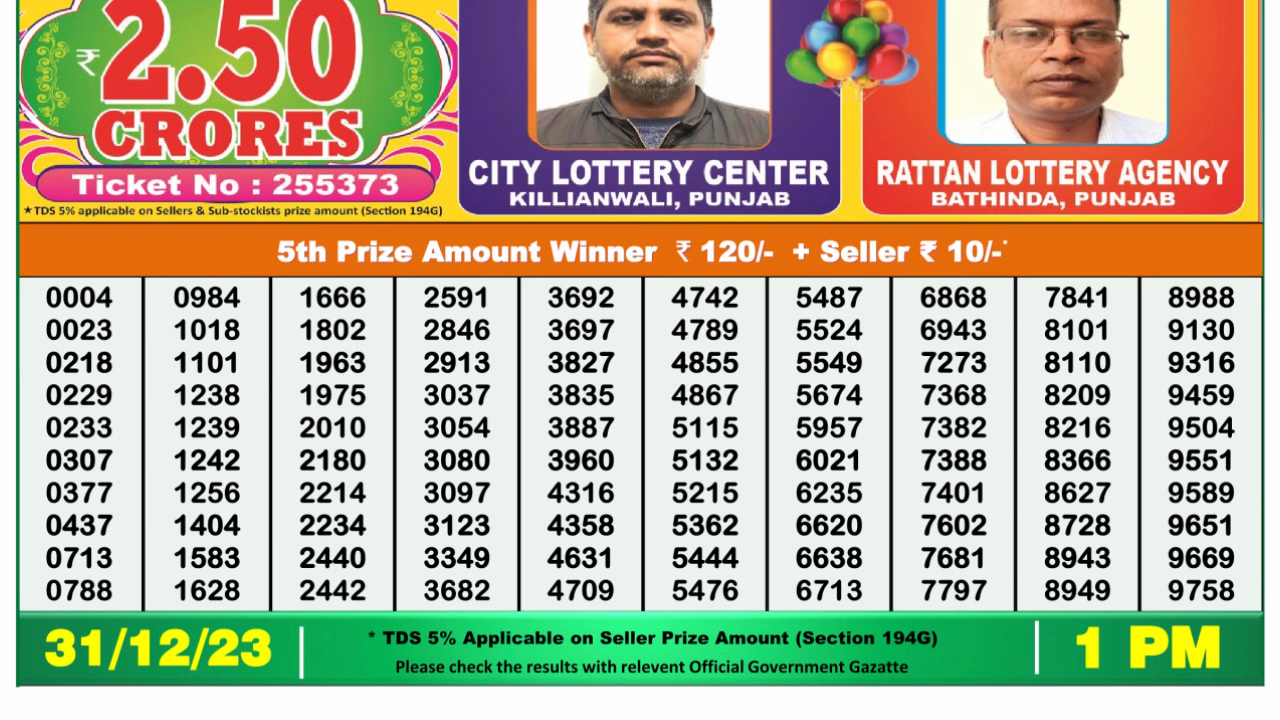 ₹ 2.50
CRORES
Ticket No : 255373
★TDS 5% applicable on Sellers & Sub-stockists prize amount (Section 194G)
CITY LOTTERY CENTER
KILLIANWALI, PUNJAB
RATTAN LOTTERY AGENCY
BATHINDA, PUNJAB
5th Prize Amount Winner ₹ 120/- + Seller ₹ 10/-*
0004 0984 1666 2591 3692 4742 5487 6868 7841 8988
0023 1018 1802 2846 3697 4789 5524 6943 8101 9130
0218 1101 1963 2913 3827 4855 5549 7273 8110 9316
0229 1238 1975 3037 3835 4867 5674 7368 8209 9459
0233 1239 2010 3054 3887 5115 5957 7382 8216 9504
0307 1242 2180 3080 3960 5132 6021 7388 8366 9551
0377 1256 2214 3097 4316 5215 6235 7401 8627 9589
0437 1404 2234 3123 4358 5362 6620 7602 8728 9651
0713 1583 2440 3349 4631 5444 6638 7681 8943 9669
0788 1628 2442 3682 4709 5476 6713 7797 8949 9758
31/12/23
* TDS 5% Applicable on Seller Prize Amount (Section 194G)
Please check the results with relevent Official Government Gazatte
1 PM